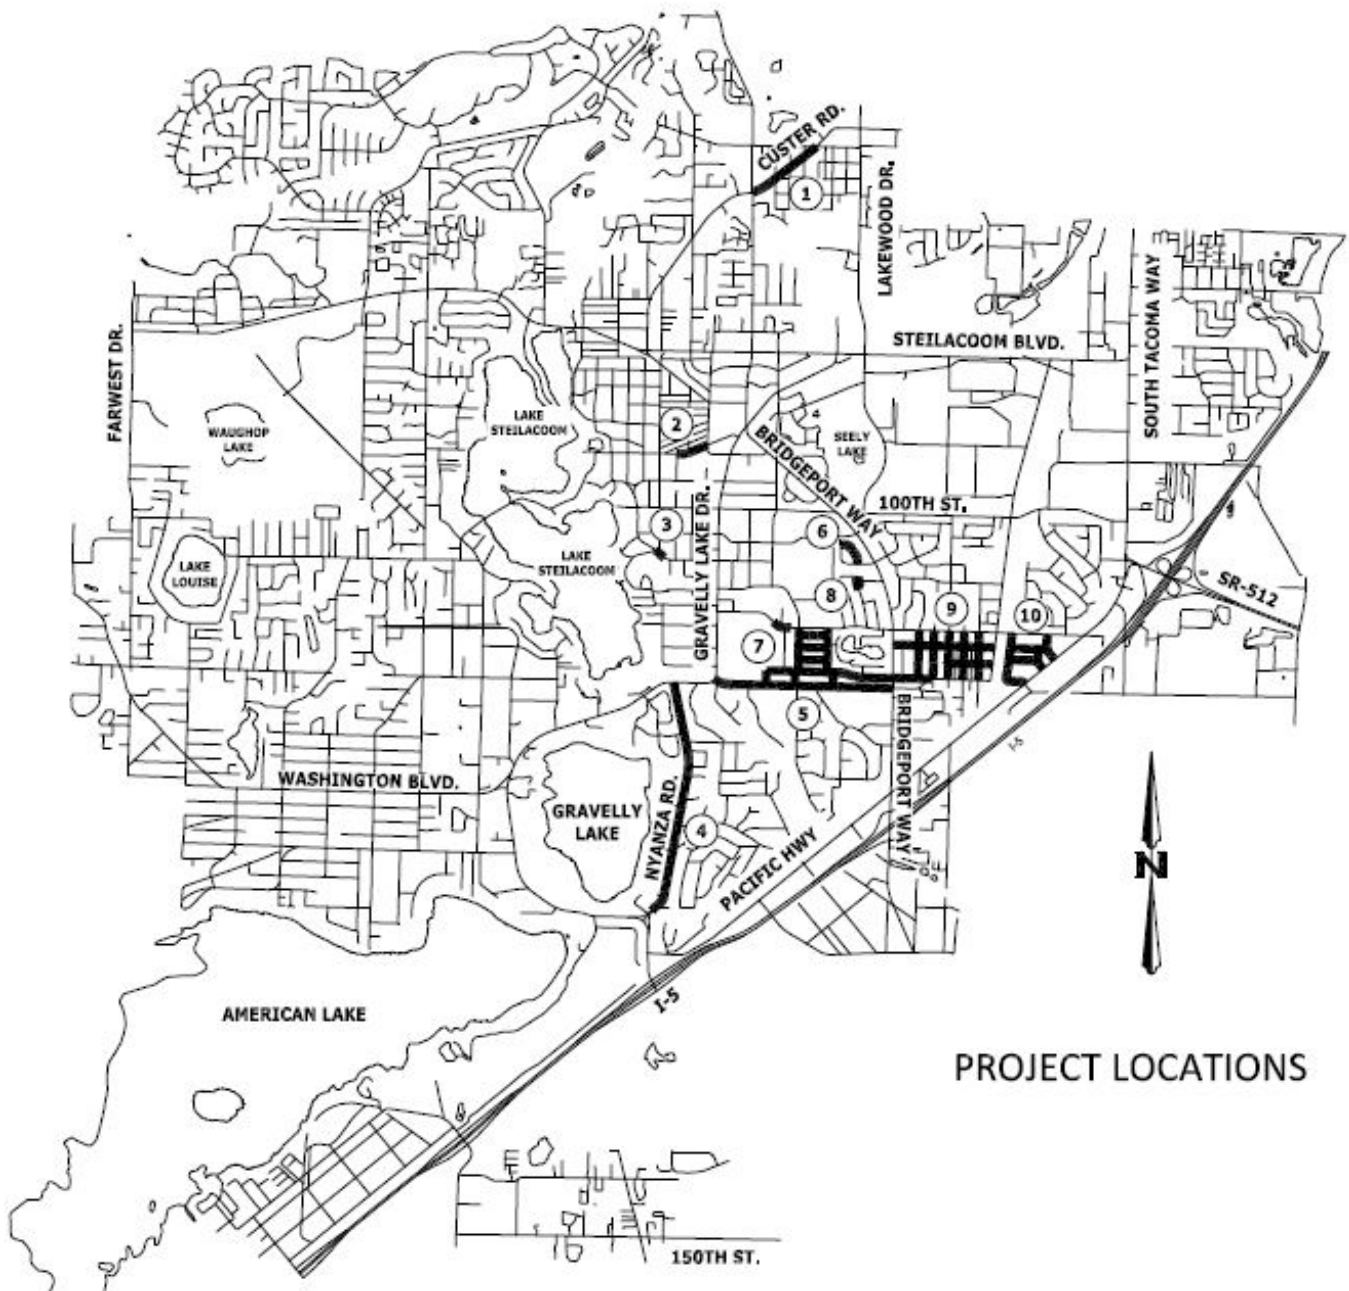 CUSTER RD.
1
LAKEWOOD DR.
SOUTH TACOMA WAY
STEILACOOM BLVD.
FARWEST DR.
WAUGHOP
LAKE
LAKE
STEILACOOM
2
4
SEELY
LAKE
BRIDGEPORT WAY
100TH ST.
GRAVELLY LAKE DR.
3
6
LAKE
STEILACOOM
LAKE
LOUISE
8
9
10
SR-512
7
5
BRIDGEPORT WAY
I-5
WASHINGTON BLVD.
GRAVELLY
LAKE
NYANZA RD.
4
PACIFIC HWY
N
I-5
AMERICAN LAKE
PROJECT LOCATIONS
150TH ST.